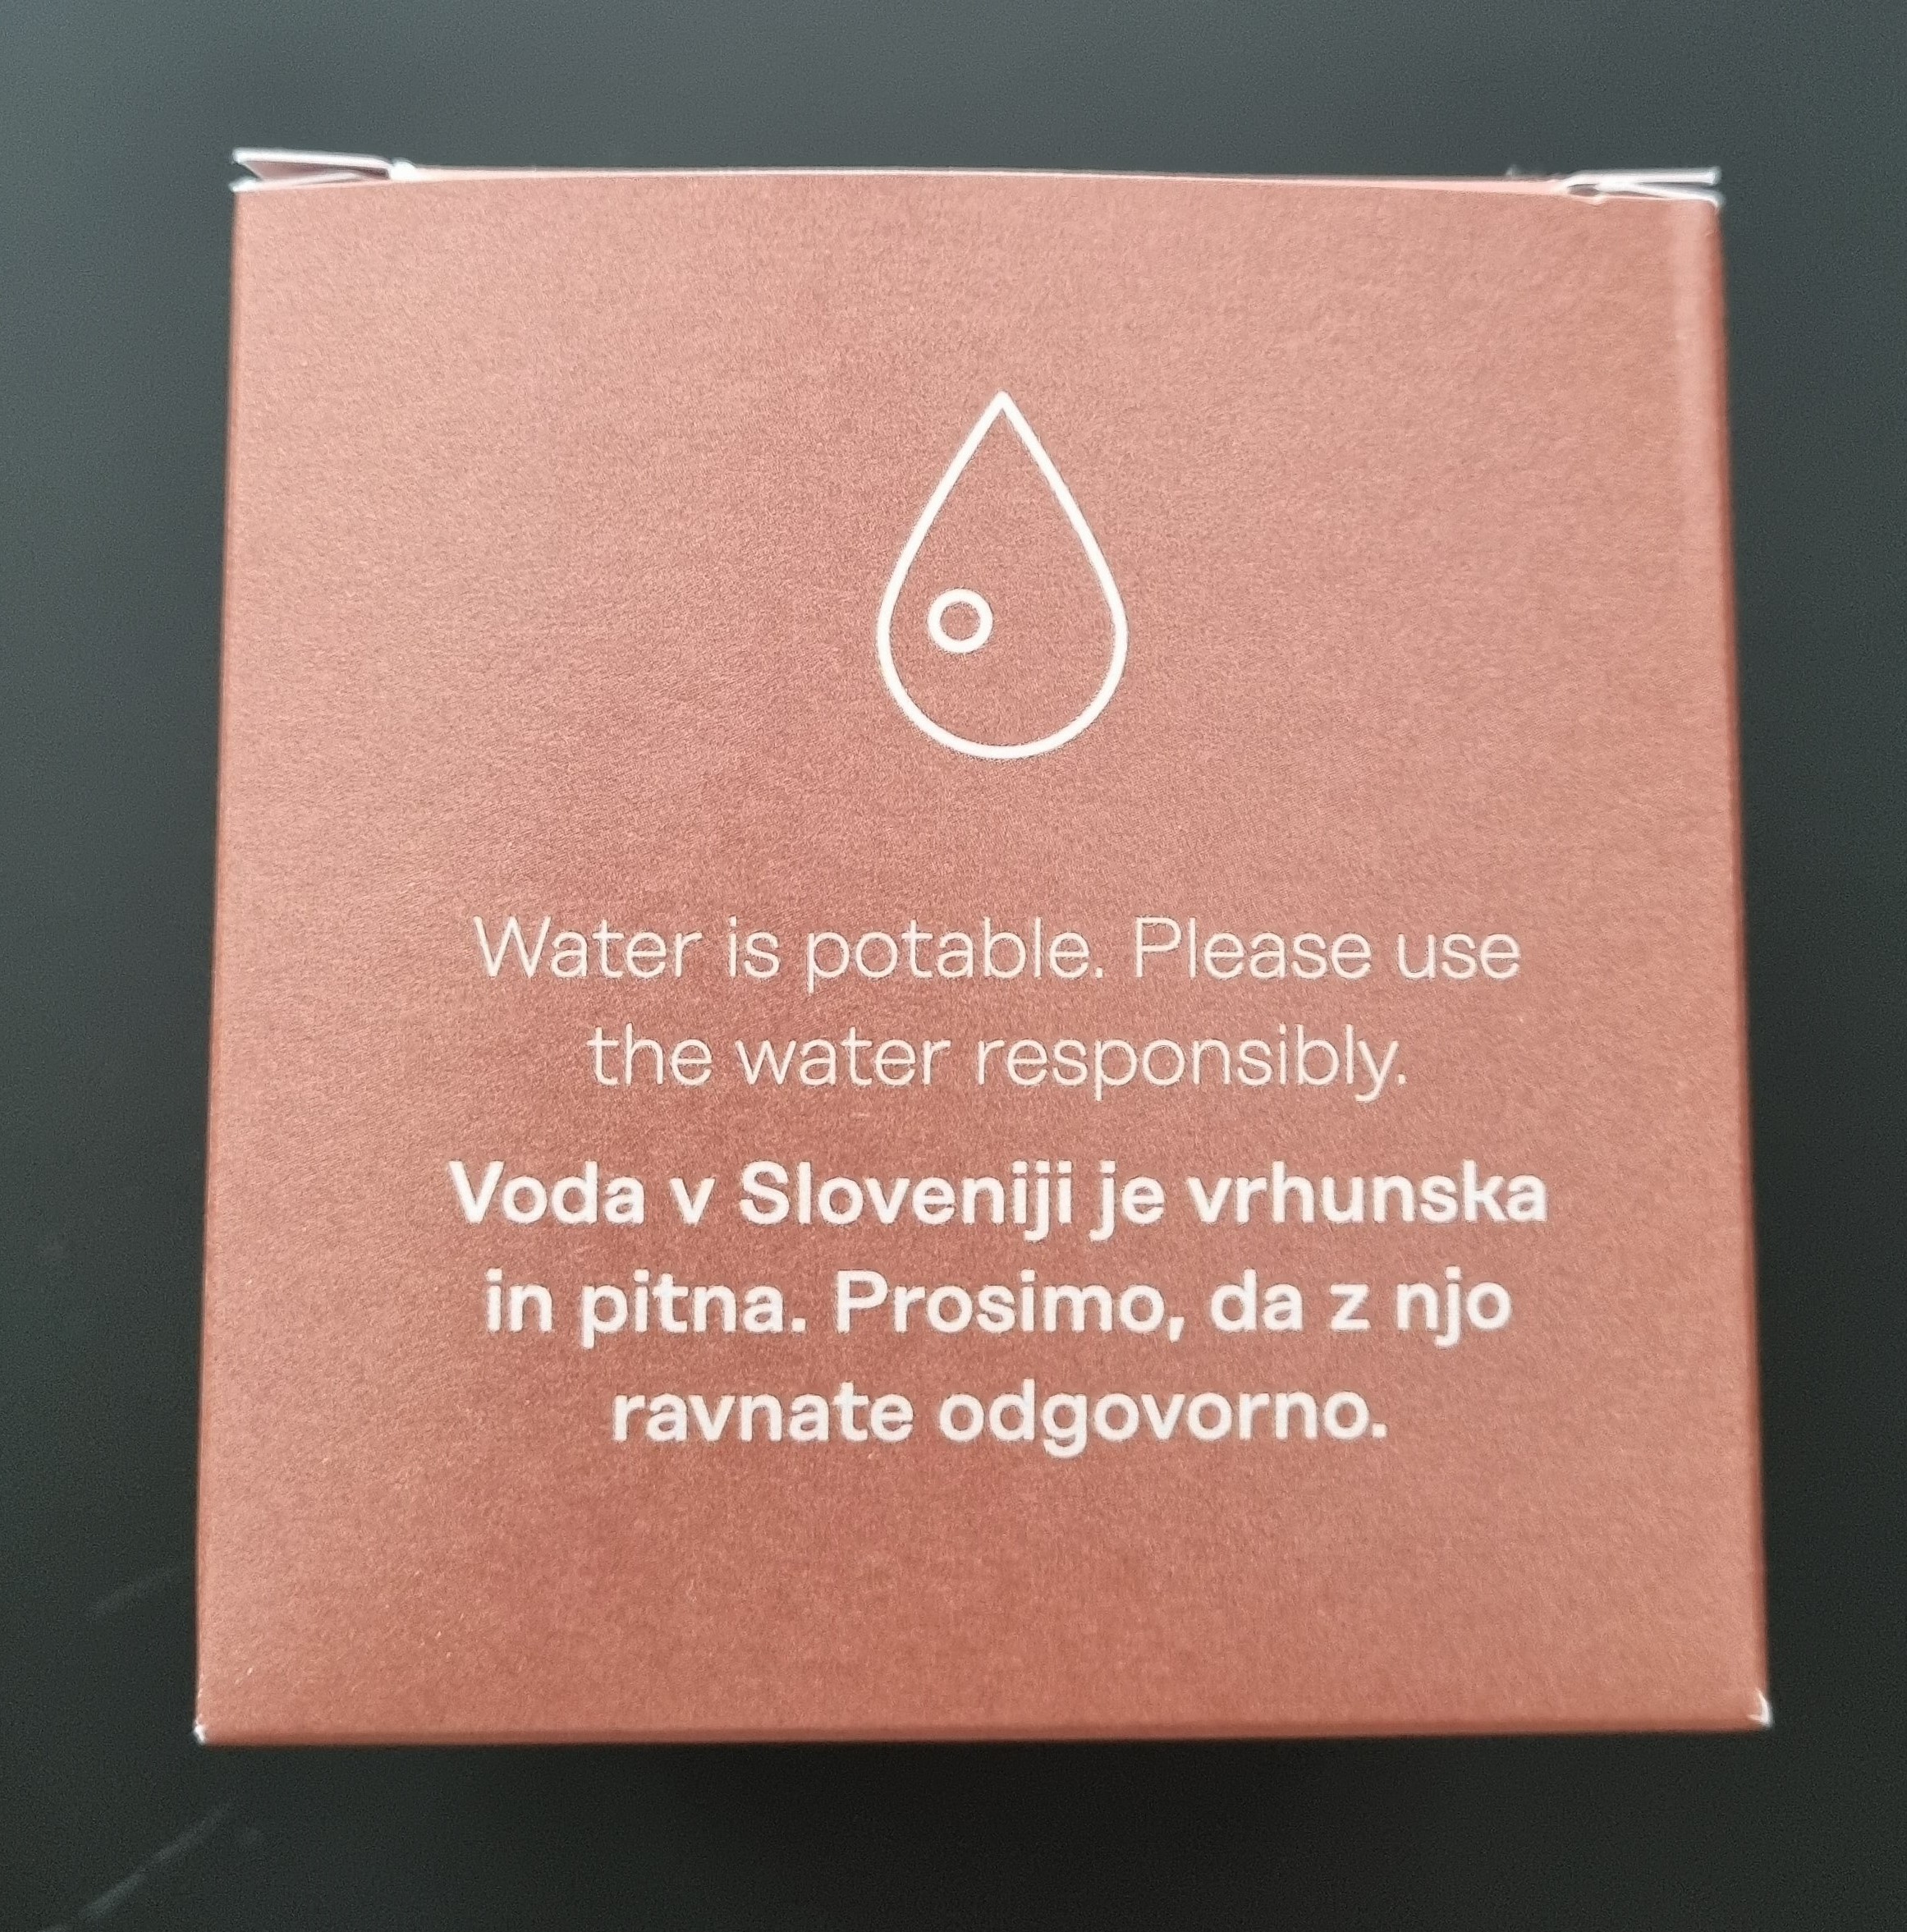 Water is potable. Please use
the water responsibly.
Voda v Sloveniji je vrhunska
in pitna. Prosimo, da z njo
ravnate odgovorno.